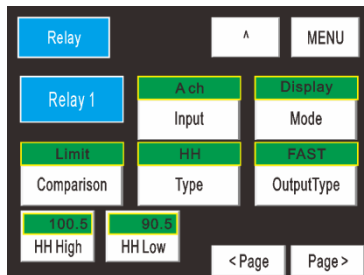 Relay
^
MENU
Relay 1
A ch
Input
Display
Mode
Limit
Comparison
HH
Type
FAST
OutputType
100.5
HH High
90.5
HH Low
< Page
Page >